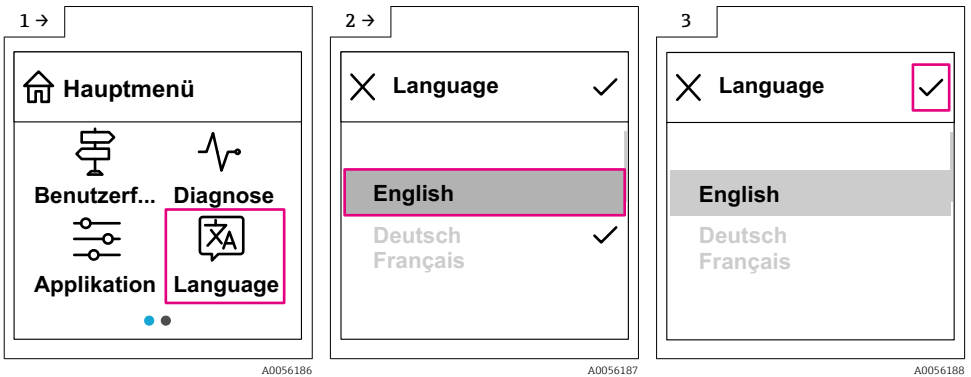 1 →
Hauptmenü
Benutzerf... Diagnose
Applikation Language
A0056186
2 →
Language
English
Deutsch
Français
A0056187
3
Language
English
Deutsch
Français
A0056188